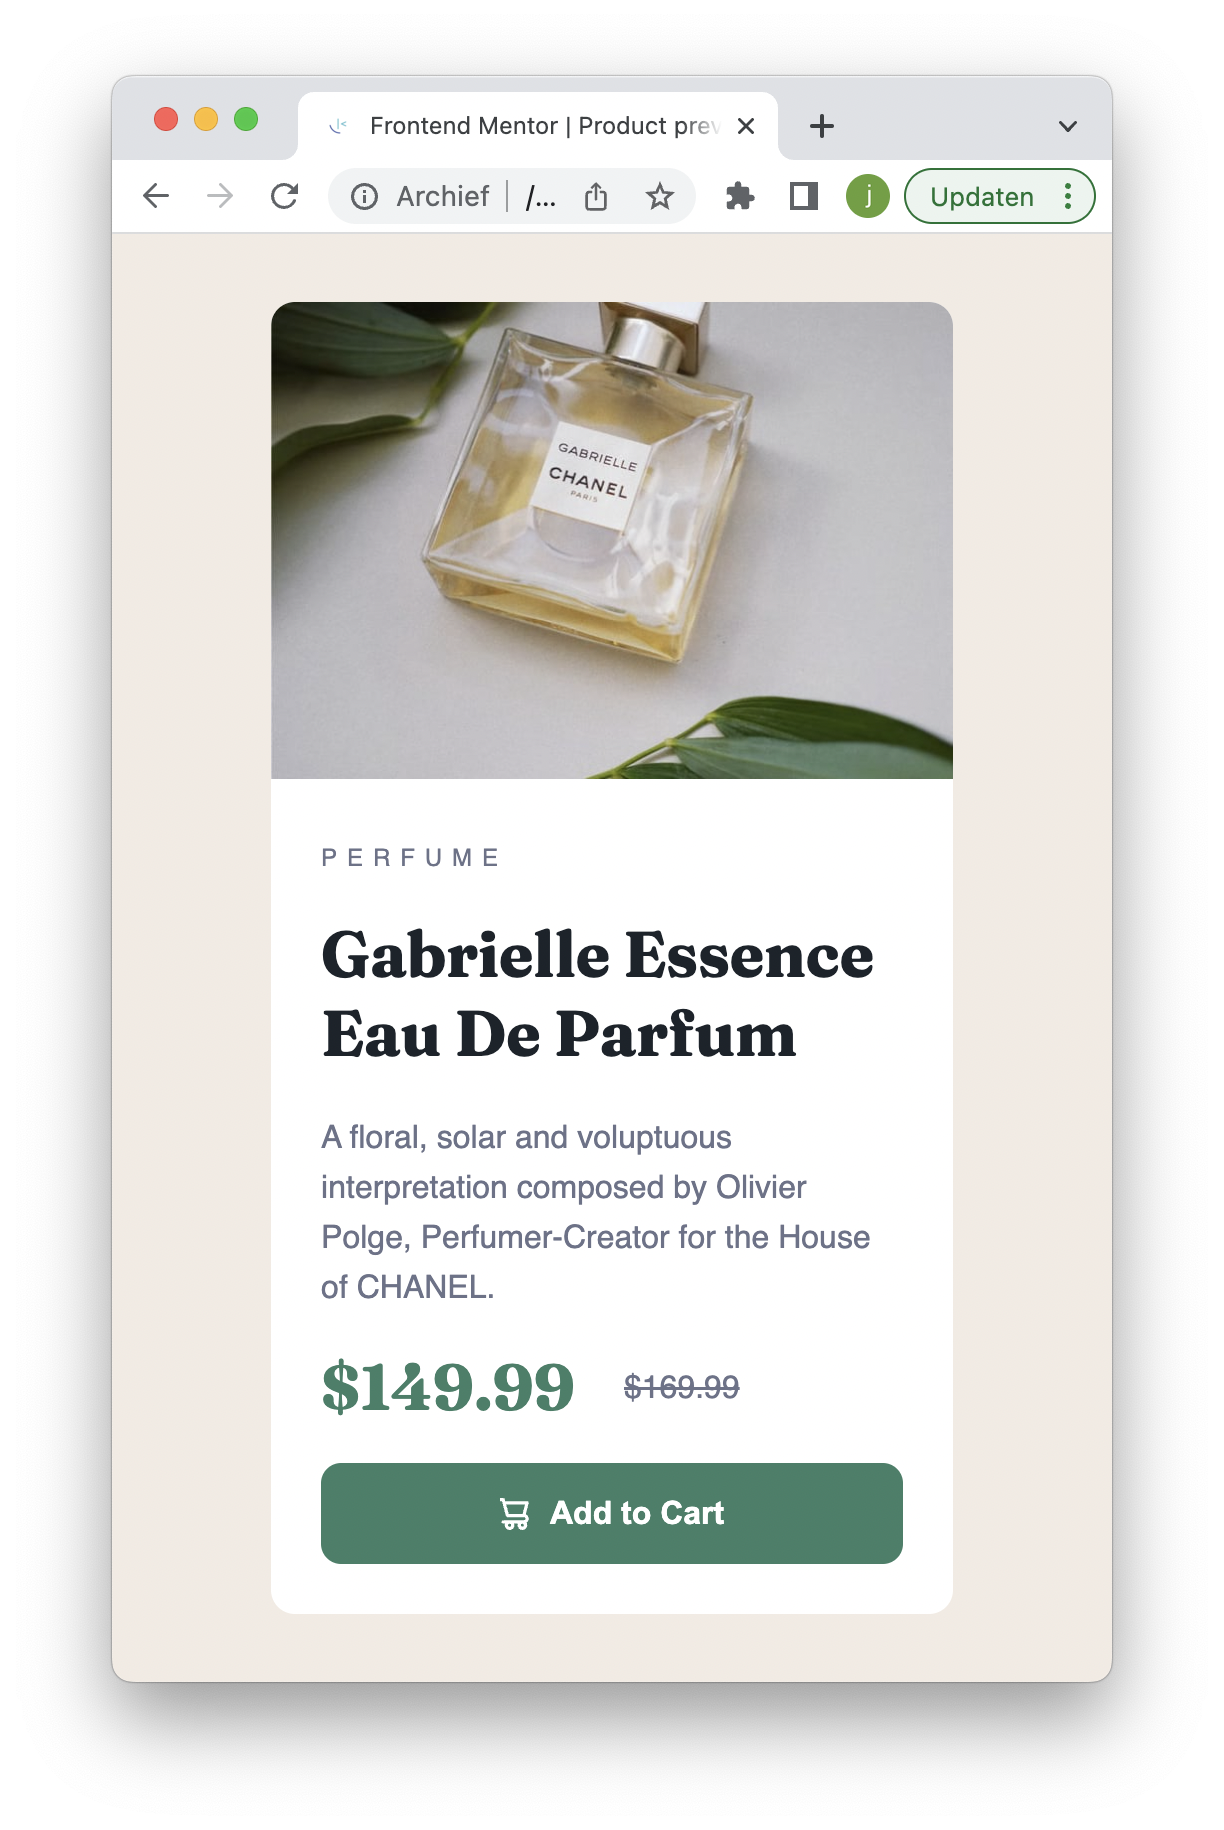 Frontend Mentor | Product prev
Archief | /...
j
Updaten
GABRIELLE
CHANEL
PARIS
PERFUME
Gabrielle Essence
Eau De Parfum
A floral, solar and voluptuous
interpretation composed by Olivier
Polge, Perfumer-Creator for the House
of CHANEL.
$149.99 $169.99
Add to Cart